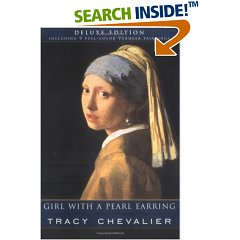 SEARCH INSIDE!™
DELUXE EDITION
INCLUDING 9 FULL-COLOR VERMEER PAINTINGS
GIRL WITH A PEARL EARRING
TRACY CHEVALIER